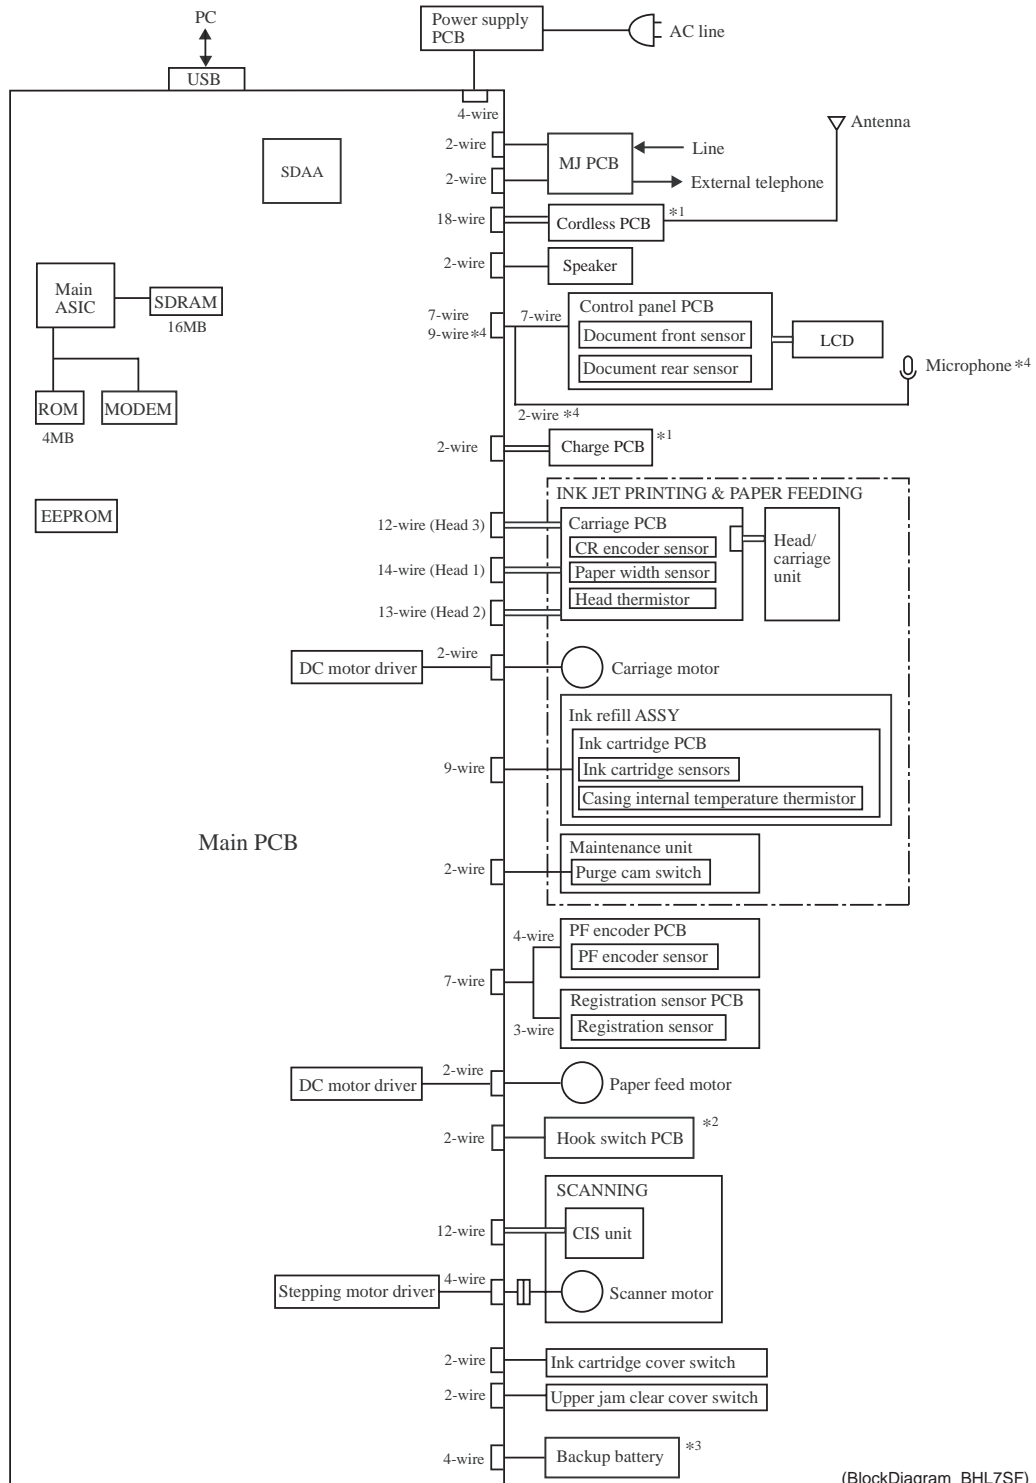 PC
Power supply
PCB
AC line
USB
4-wire
Antenna
2-wire
SDAA
MJ PCB
Line
2-wire
External telephone
18-wire
Cordless PCB
*1
2-wire
Speaker
Main
ASIC
SDRAM
16MB
7-wire
9-wire*4
7-wire
Control panel PCB
Document front sensor
Document rear sensor
LCD
Microphone*4
2-wire *4
ROM
4MB
MODEM
2-wire
Charge PCB
*1
EEPROM
INK JET PRINTING & PAPER FEEDING
12-wire (Head 3)
Carriage PCB
CR encoder sensor
14-wire (Head 1)
Paper width sensor
Head thermistor
13-wire (Head 2)
Head/
carriage
unit
2-wire
DC motor driver
Carriage motor
Ink refill ASSY
Ink cartridge PCB
9-wire
Ink cartridge sensors
Casing internal temperature thermistor
Main PCB
Maintenance unit
2-wire
Purge cam switch
4-wire
PF encoder PCB
PF encoder sensor
7-wire
Registration sensor PCB
3-wire
Registration sensor
2-wire
DC motor driver
Paper feed motor
2-wire
Hook switch PCB
*2
SCANNING
12-wire
CIS unit
4-wire
Stepping motor driver
Scanner motor
2-wire
Ink cartridge cover switch
2-wire
Upper jam clear cover switch
4-wire
Backup battery
*3
(BlockDiagram_BHL7SF)